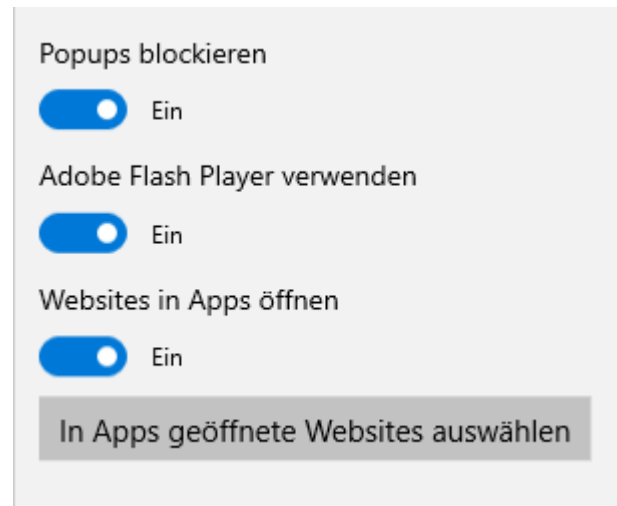 Popups blockieren
Ein
Adobe Flash Player verwenden
Ein
Websites in Apps öffnen
Ein
In Apps geöffnete Websites auswählen